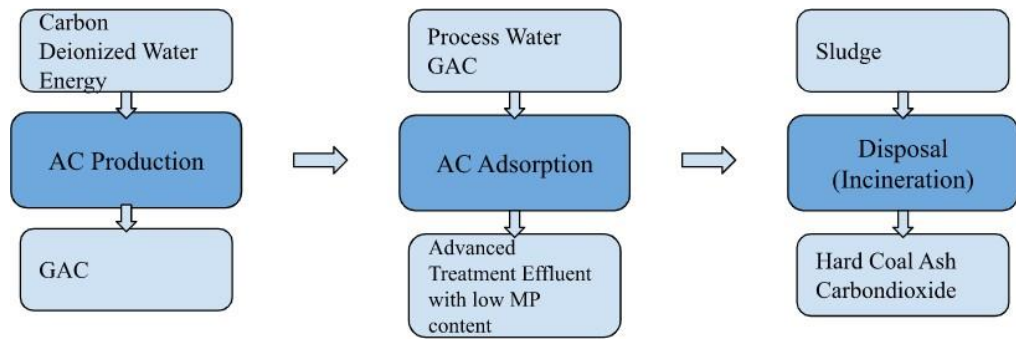 Carbon
Deionized Water
Energy
AC Production
GAC
Process Water
GAC
AC Adsorption
Advanced
Treatment Effluent
with low MP
content
Sludge
Disposal
(Incineration)
Hard Coal Ash
Carbondioxide